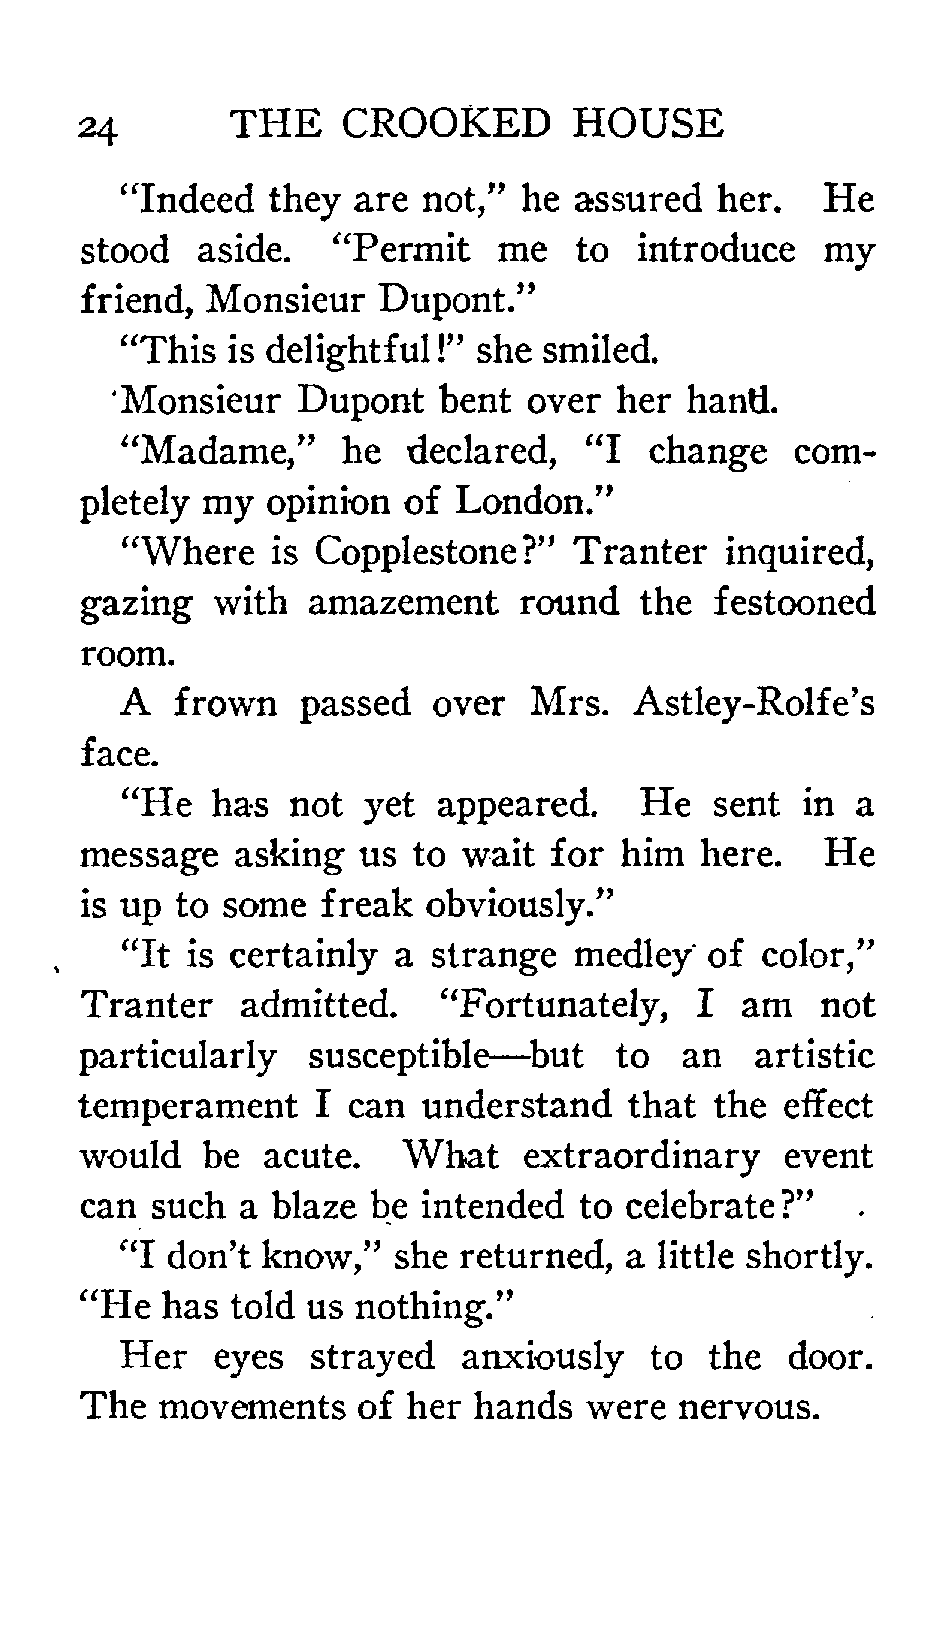 24 THE CROOKED HOUSE
“Indeed they are not,” he assured her. He
stood aside. “Permit me to introduce my
friend, Monsieur Dupont.”
“This is delightful!” she smiled.
Monsieur Dupont bent over her hand.
“Madame,” he declared, “I change com-
pletely my opinion of London.”
“Where is Copplestone?” Tranter inquired,
gazing with amazement round the festooned
room.
A frown passed over Mrs. Astley-Rolfe’s
face.
“He has not yet appeared. He sent in a
message asking us to wait for him here. He
is up to some freak obviously.”
“It is certainly a strange medley of color,”
Tranter admitted. “Fortunately, I am not
particularly susceptible—but to an artistic
temperament I can understand that the effect
would be acute. What extraordinary event
can such a blaze be intended to celebrate?”
“I don’t know,” she returned, a little shortly.
“He has told us nothing.”
Her eyes strayed anxiously to the door.
The movements of her hands were nervous.